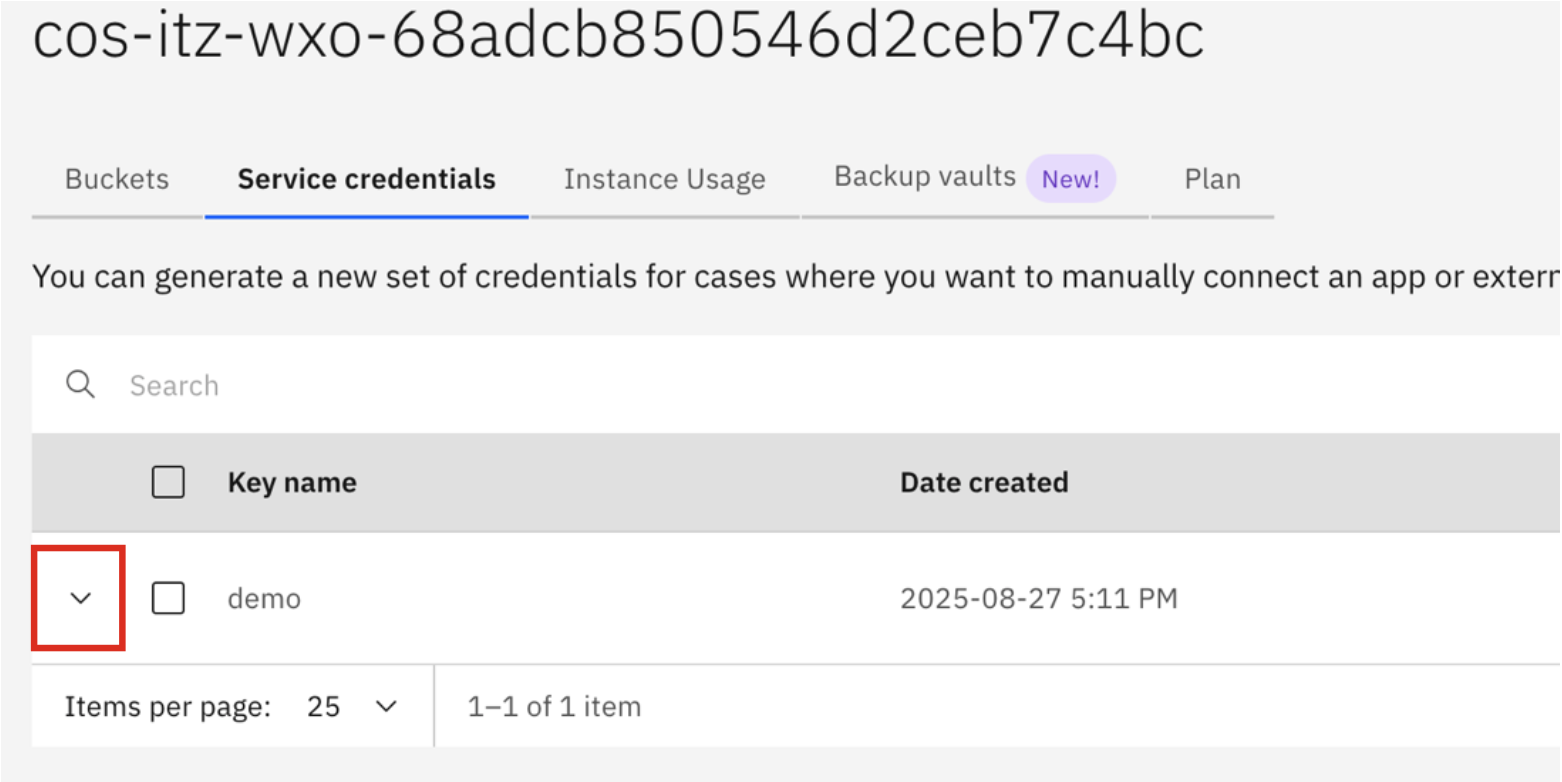 cos-itz-wxo-68adcb850546d2ceb7c4bc
Buckets Service credentials Instance Usage Backup vaults New! Plan
You can generate a new set of credentials for cases where you want to manually connect an app or extern
Search
Key name Date created
demo 2025-08-27 5:11 PM
Items per page: 25 1–1 of 1 item